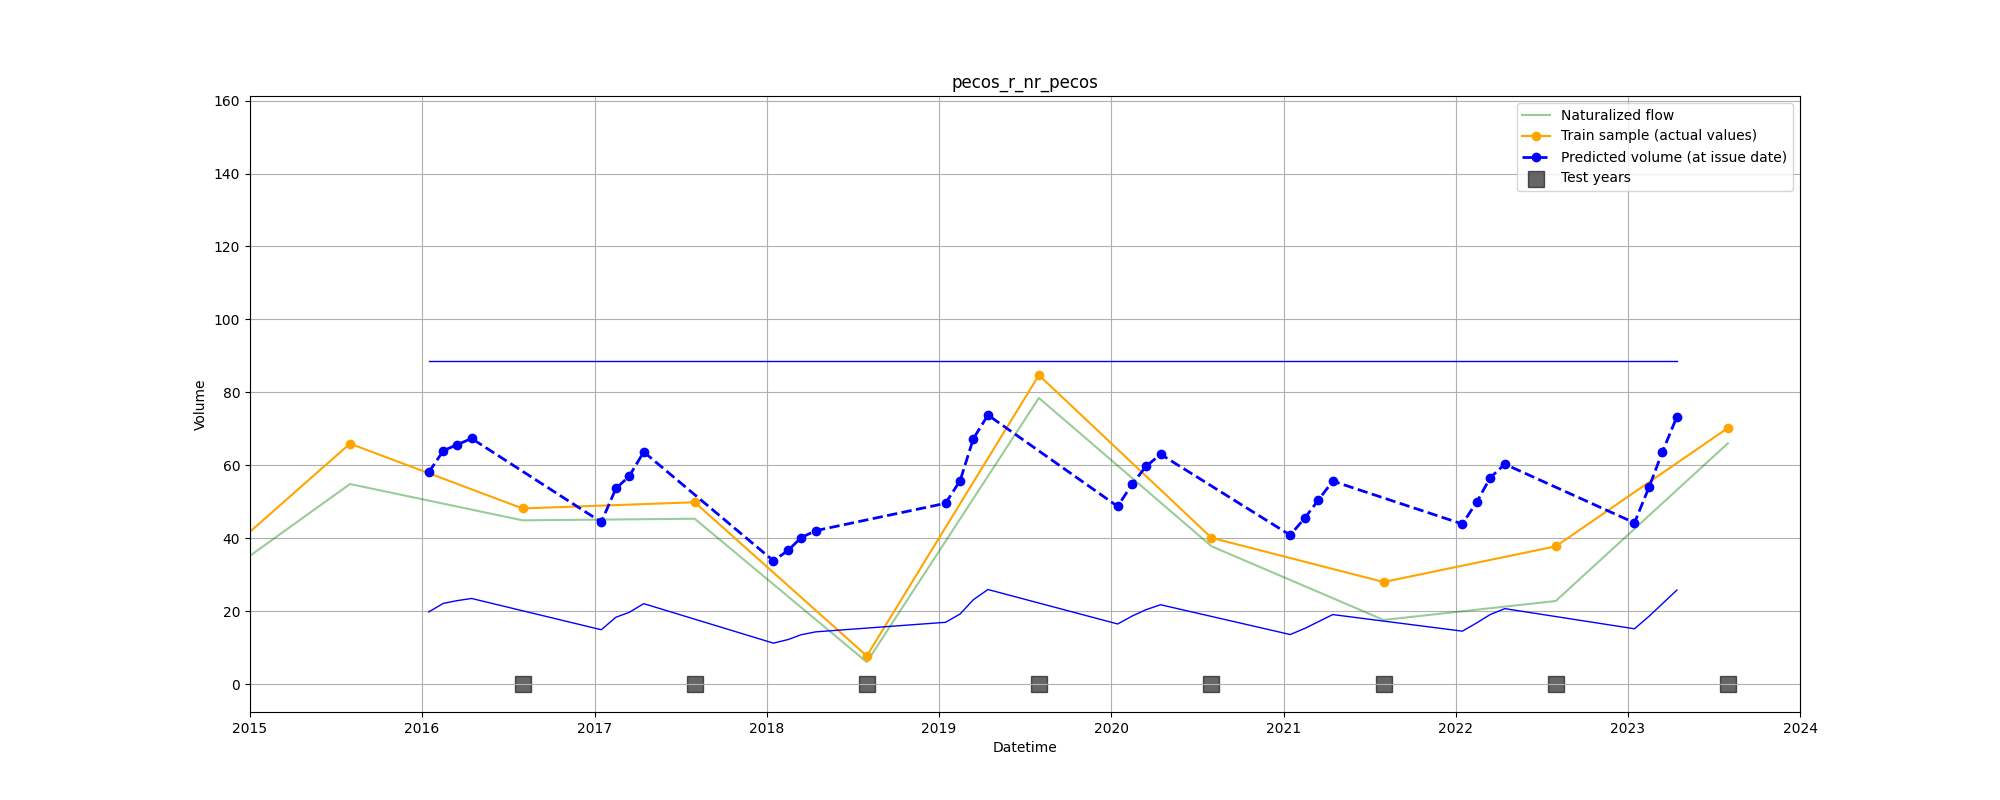 pecos_r_nr_pecos
160
140
120
100
80
60
40
20
0
Volume
Naturalized flow
Train sample (actual values)
Predicted volume (at issue date)
Test years
2015 2016 2017 2018 2019 2020 2021 2022 2023 2024
Datetime